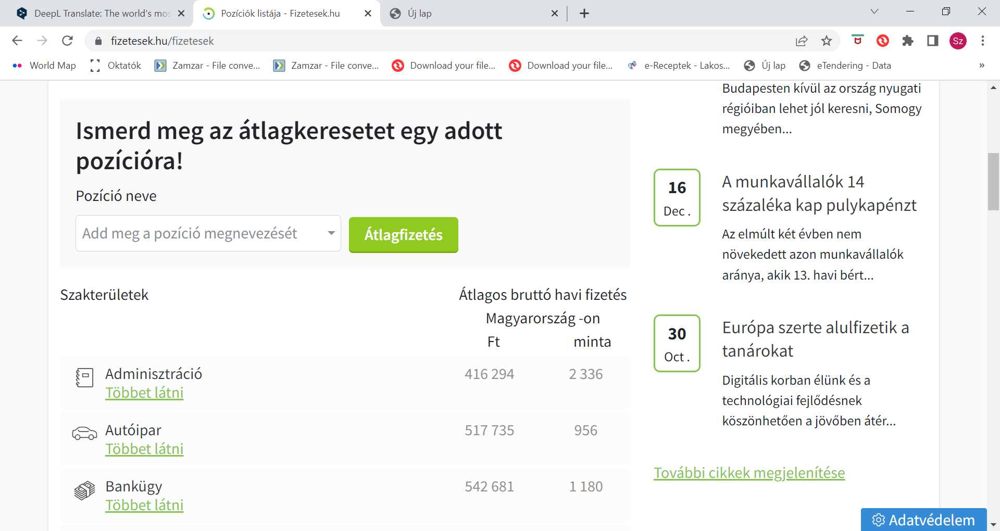 DeepL Translate: The world's mos
Pozíciók listája - Fizetesek.hu
Új lap
fizetesek.hu/fizetesek
Sz
World Map
Oktatók
Zamzar - File conve...
Zamzar - File conve...
Download your file...
Download your file...
e-Receptek - Lakos...
Új lap
eTendering - Data
»
Ismerd meg az átlagkeresetet egy adott
pozícióra!
Pozíció neve
Add meg a pozíció megnevezését
Átlagfizetés
Szakterületek
Átlagos bruttó havi fizetés
Magyarország -on
Ft minta
Adminisztráció 416 294 2 336
Többet látni
Autóipar 517 735 956
Többet látni
Bankügy 542 681 1 180
Többet látni
Budapesten kívül az ország nyugati
régióiban lehet jól keresni, Somogy
megyében...
16
Dec .
A munkavállalók 14
százaléka kap pulykapénzt
Az elmúlt két évben nem
növekedett azon munkavállalók
aránya, akik 13. havi bért...
30
Oct .
Európa szerte alulfizetik a
tanárokat
Digitális korban élünk és a
technológiai fejlődésnek
köszönhetően a jövőben átér...
További cikkek megjelenítése
Adatvédelem